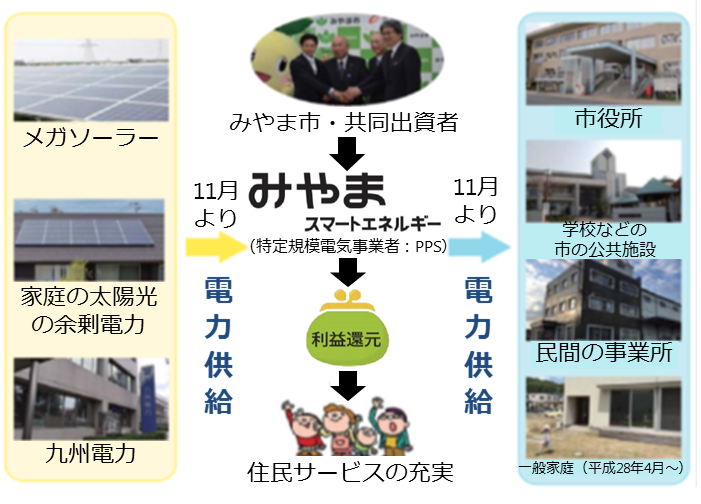 メガソーラー
家庭の太陽光
の余剰電力
九州電力
11月
より
電力供給
みやま市・共同出資者
みやま
スマートエネルギー
(特定規模電気事業者：PPS)
利益還元
住民サービスの充実
11月
より
電力供給
市役所
学校などの
市の公共施設
民間の事業所
一般家庭（平成28年4月～）